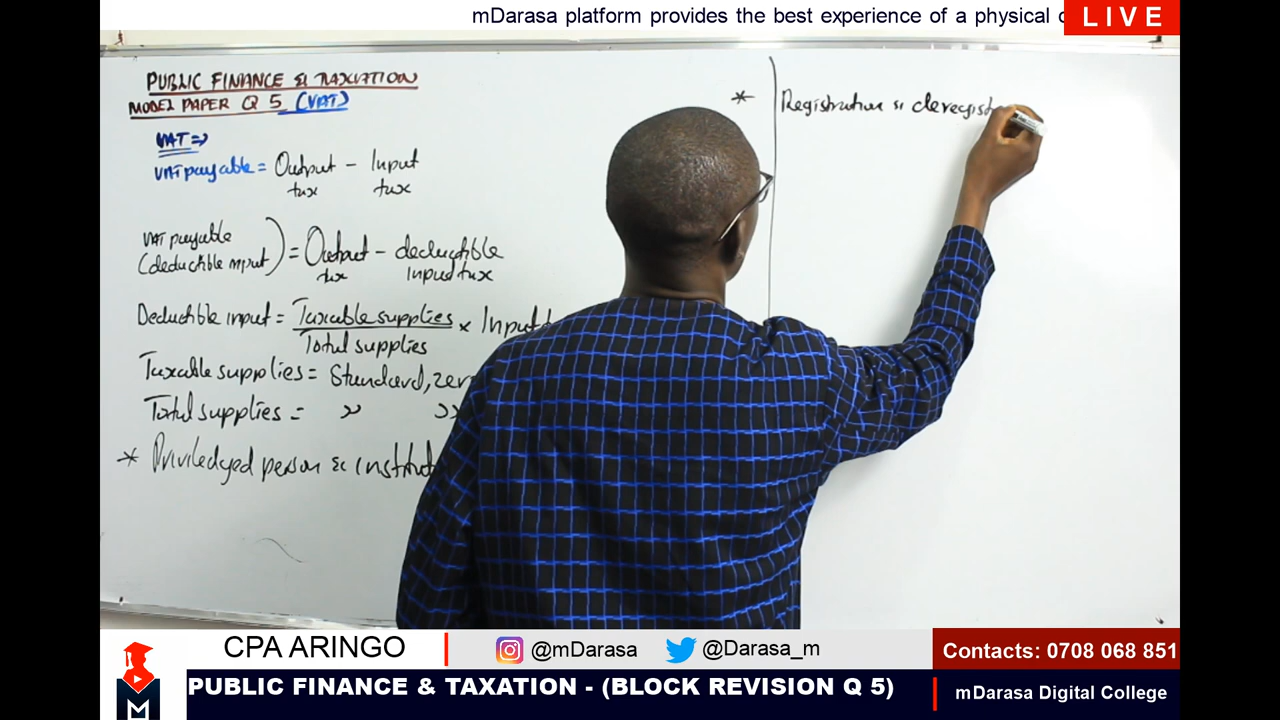 mDarasa platform provides the best experience of a physical
LIVE
PUBLIC FINANCE & TAXATION
MODEL PAPER Q 5 (VAT)
VAT ⇒
VAT payable = Output tax - Input tax
VAT payable (deductible input) = Output tax - deductible input tax
Deductible input = Taxable supplies / Total supplies × Input
Taxable supplies = Standard, zer
Total supplies = " "
* Priviledged person & institut
* Registration & deregist
CPA ARINGO
@mDarasa
@Darasa_m
Contacts: 0708 068 851
M
PUBLIC FINANCE & TAXATION - (BLOCK REVISION Q 5)
mDarasa Digital College